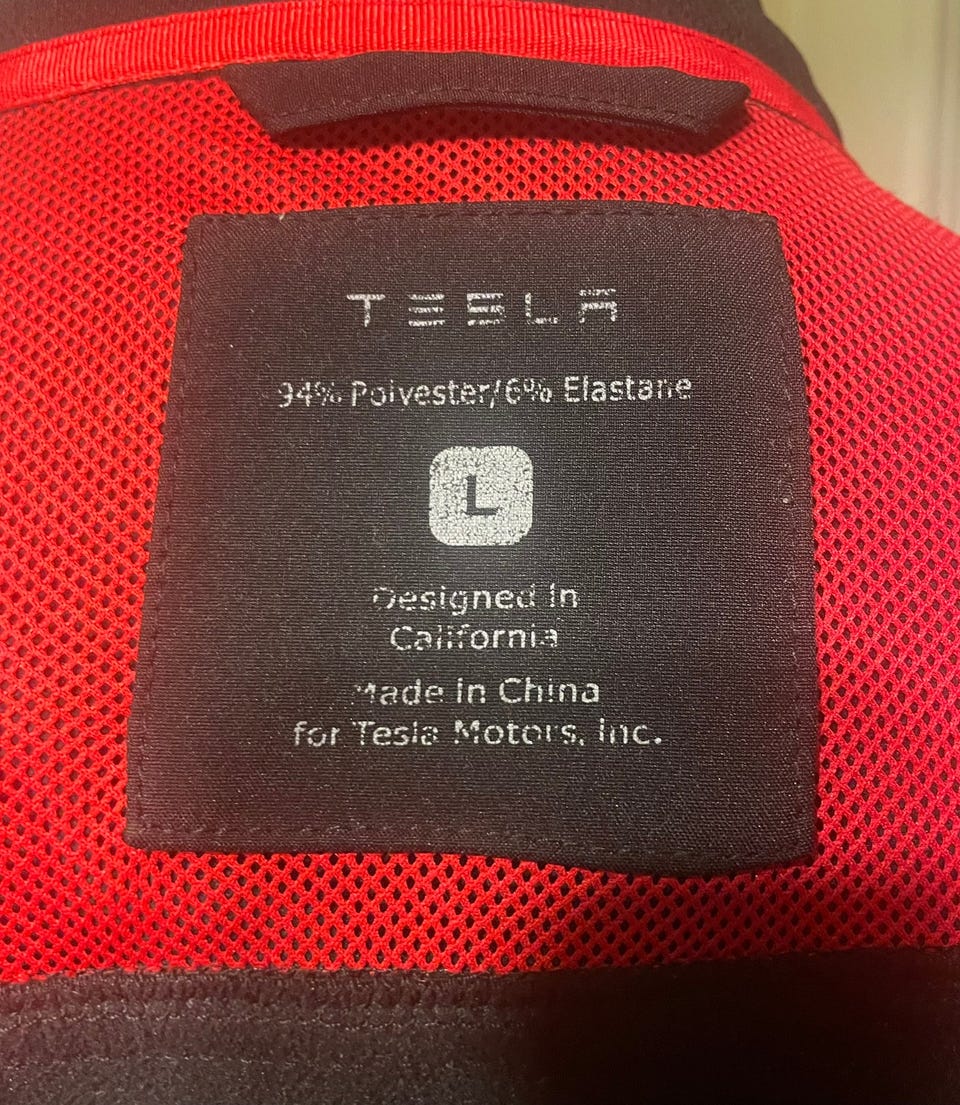 TESLA
94% Polyester/6% Elastane
L
Designed in
California
Made in China
for Tesla Motors, Inc.